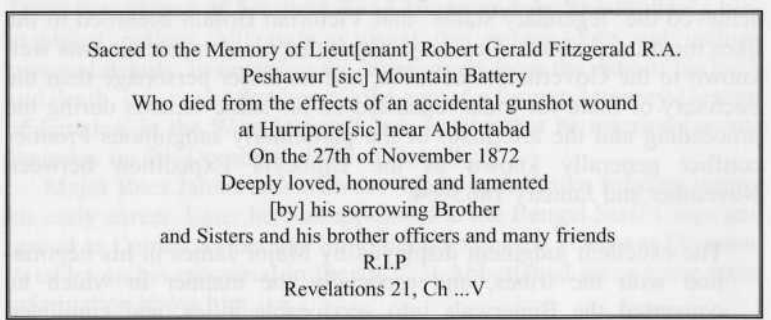 Sacred to the Memory of Lieut[enant] Robert Gerald Fitzgerald R.A.
Peshawur [sic] Mountain Battery
Who died from the effects of an accidental gunshot wound
at Hurripore[sic] near Abbottabad
On the 27th of November 1872
Deeply loved, honoured and lamented
[by] his sorrowing Brother
and Sisters and his brother officers and many friends
R.I.P
Revelations 21, Ch...V